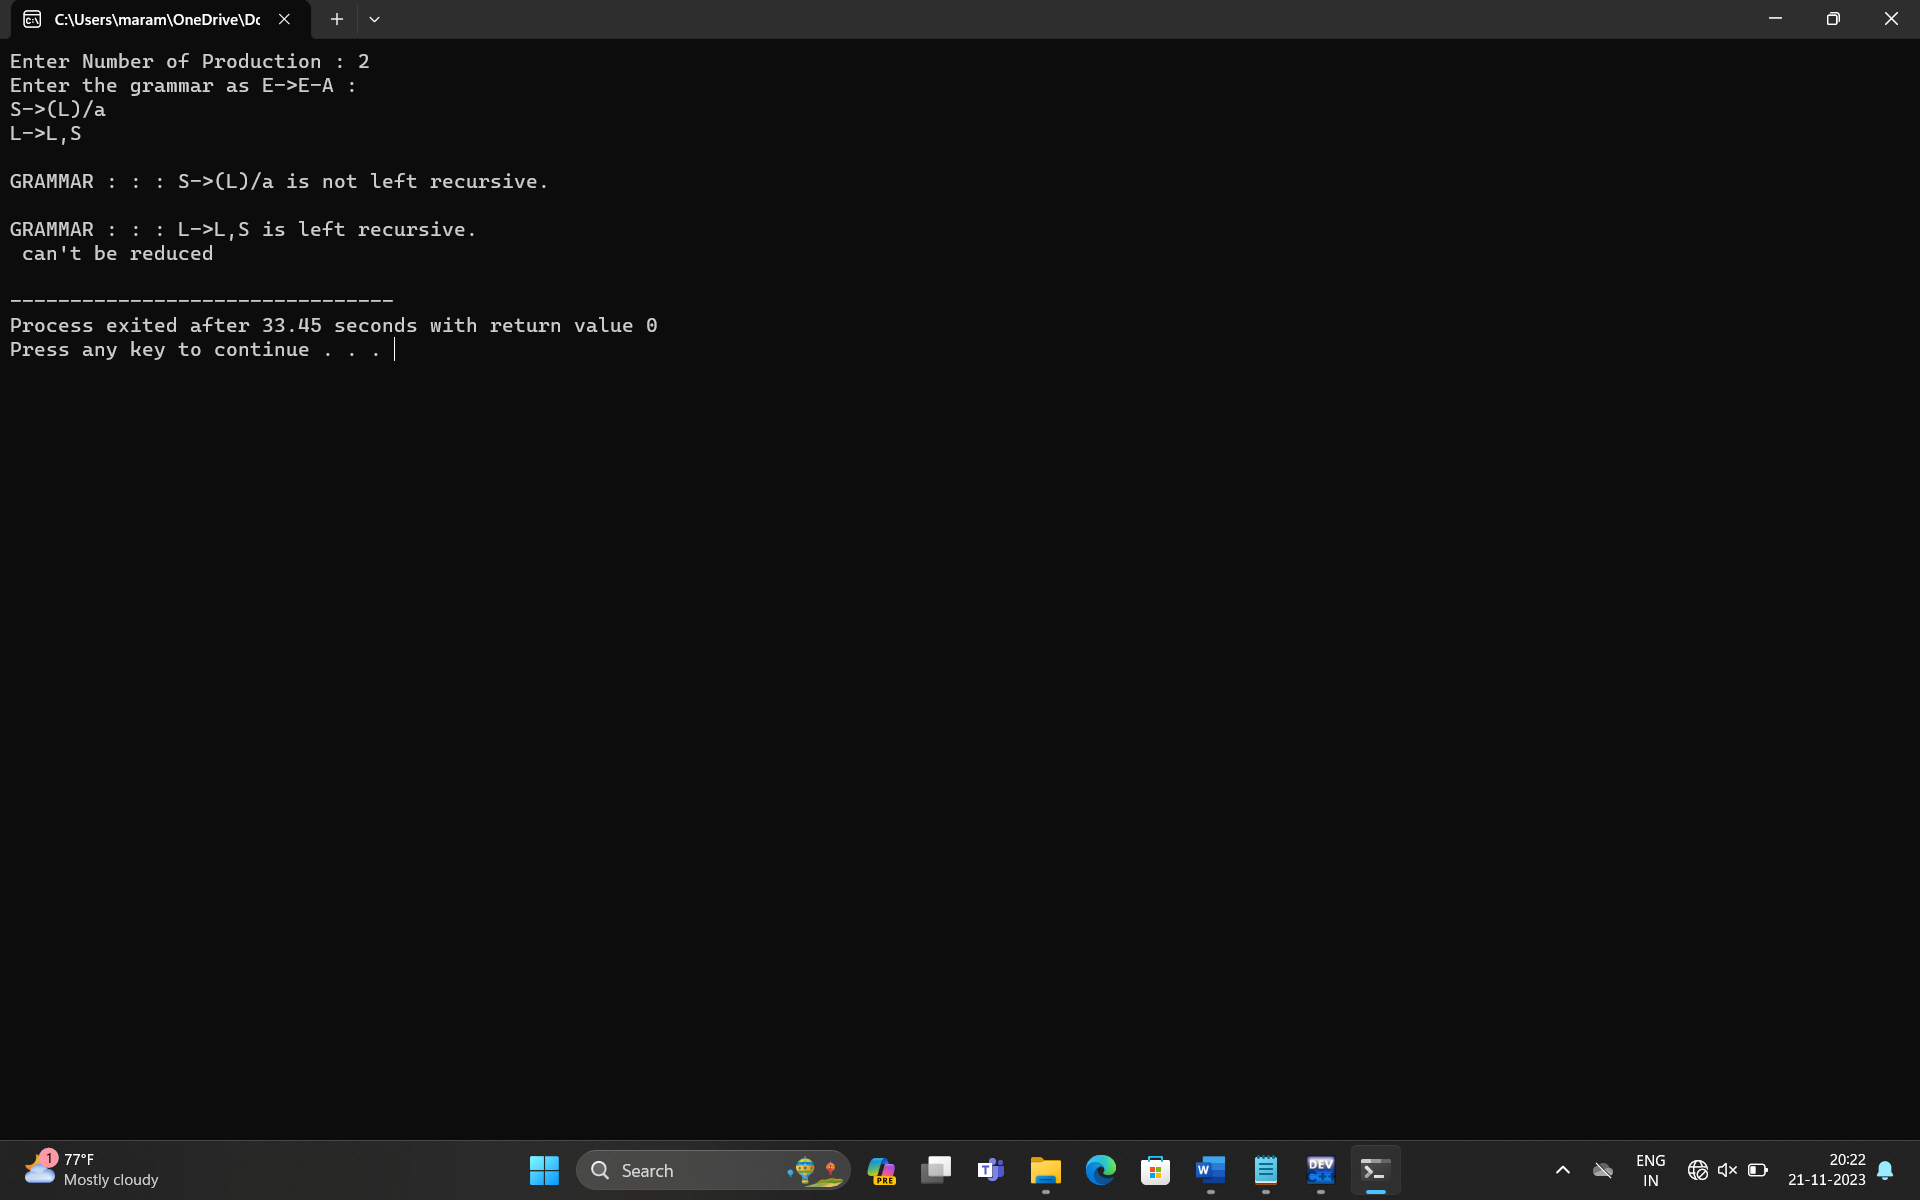 C:\Users\maram\OneDrive\Dc
Enter Number of Production : 2
Enter the grammar as E->E-A :
S->(L)/a
L->L,S
GRAMMAR : : : S->(L)/a is not left recursive.
GRAMMAR : : : L->L,S is left recursive.
can't be reduced
--------------------------------
Process exited after 33.45 seconds with return value 0
Press any key to continue . . .
1
77°F
Mostly cloudy
Search
PRE
T
W
DEV
C++
ENG
IN
20:22
21-11-2023